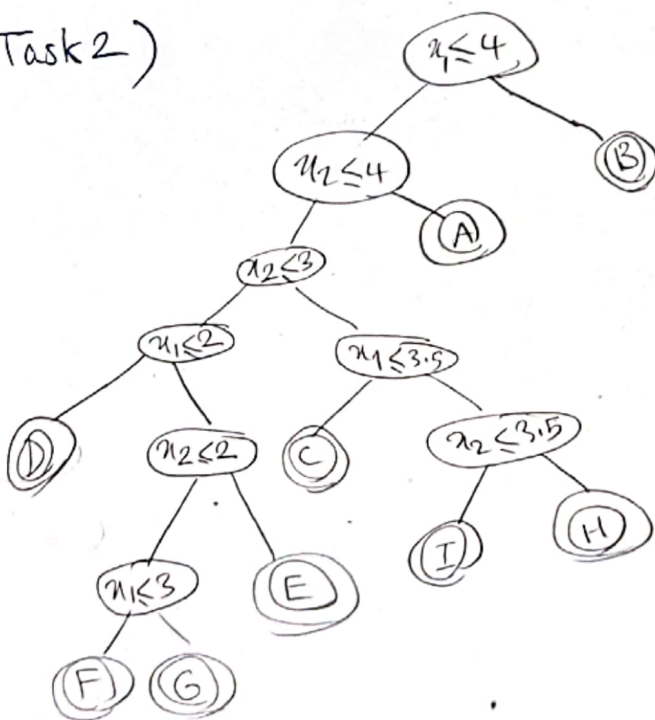 Task 2)
x₁≤4
x₂≤4
B
A
x₂≤3
x₁≤2
x₁≤3.5
D
x₂≤2
C
x₂≤3.5
I
H
x₁≤3
E
F
G